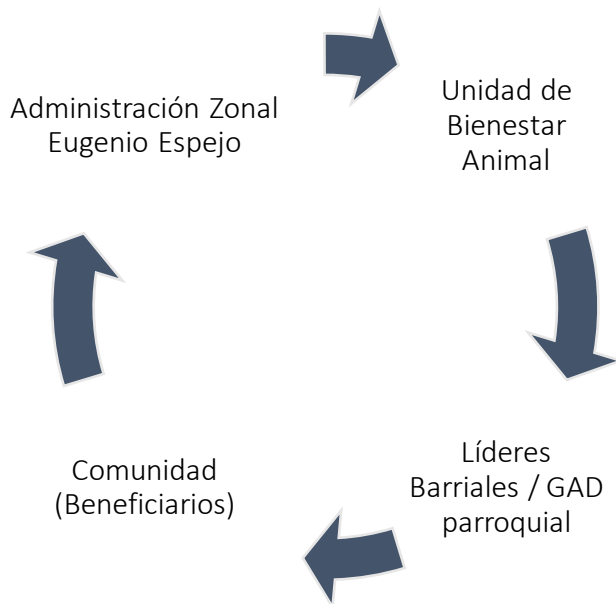 Administración Zonal
Eugenio Espejo
Unidad de
Bienestar
Animal
Líderes
Barriales / GAD
parroquial
Comunidad
(Beneficiarios)